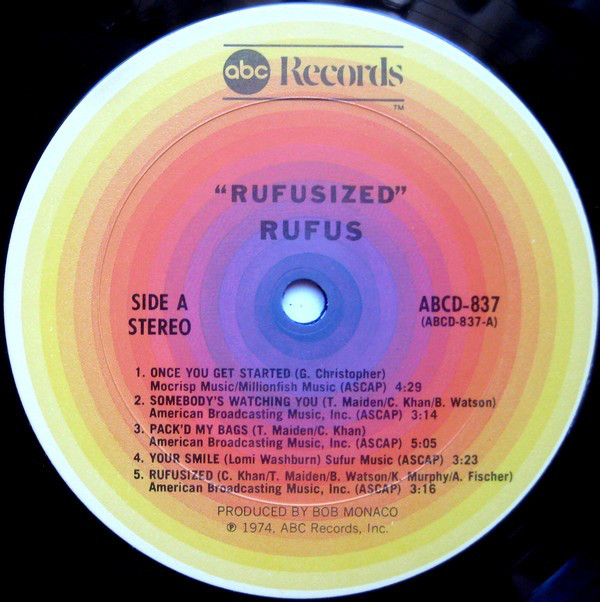 abc Records
TM
"RUFUSIZED"
RUFUS
SIDE A
STEREO
ABCD-837
(ABCD-837-A)
1. ONCE YOU GET STARTED (G. Christopher)
Mocrisp Music/Millionfish Music (ASCAP) 4:29
2. SOMEBODY'S WATCHING YOU (T. Maiden/C. Khan/B. Watson)
American Broadcasting Music, Inc. (ASCAP) 3:14
3. PACK'D MY BAGS (T. Maiden/C. Khan)
American Broadcasting Music, Inc. (ASCAP) 5:05
4. YOUR SMILE (Lomi Washburn) Sufur Music (ASCAP) 3:23
5. RUFUSIZED (C. Khan/T. Maiden/B. Watson/K. Murphy/A. Fischer)
American Broadcasting Music, Inc. (ASCAP) 3:16
PRODUCED BY BOB MONACO
℗ 1974, ABC Records, Inc.